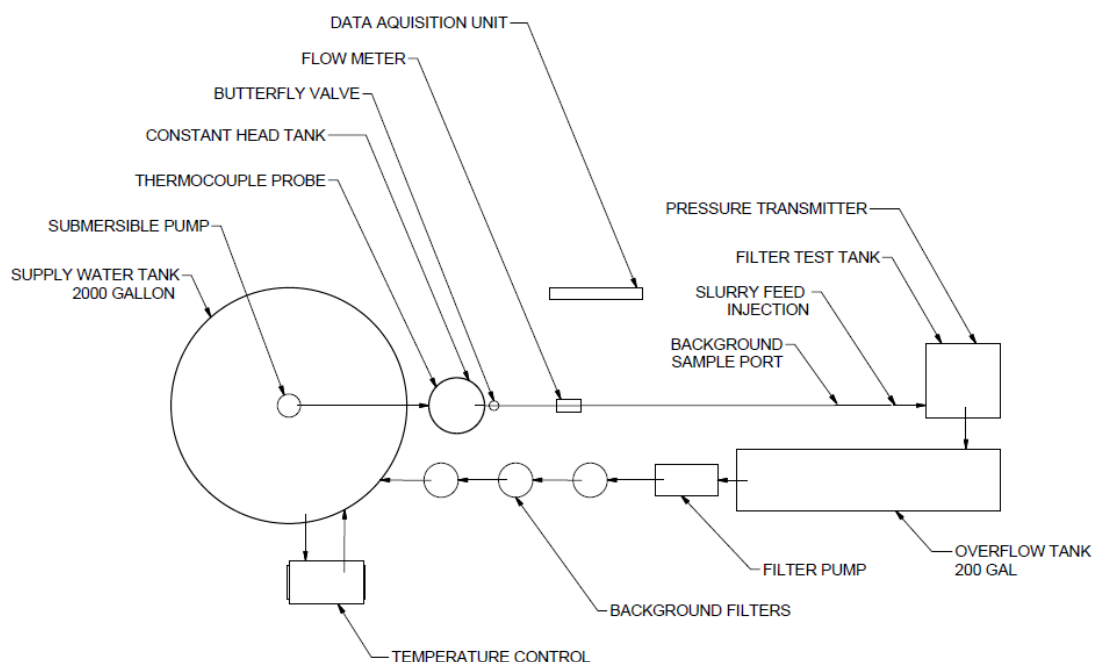 DATA AQUISITION UNIT
FLOW METER
BUTTERFLY VALVE
CONSTANT HEAD TANK
THERMOCOUPLE PROBE
SUBMERSIBLE PUMP
SUPPLY WATER TANK
2000 GALLON
PRESSURE TRANSMITTER
FILTER TEST TANK
SLURRY FEED
INJECTION
BACKGROUND
SAMPLE PORT
OVERFLOW TANK
200 GAL
FILTER PUMP
BACKGROUND FILTERS
TEMPERATURE CONTROL